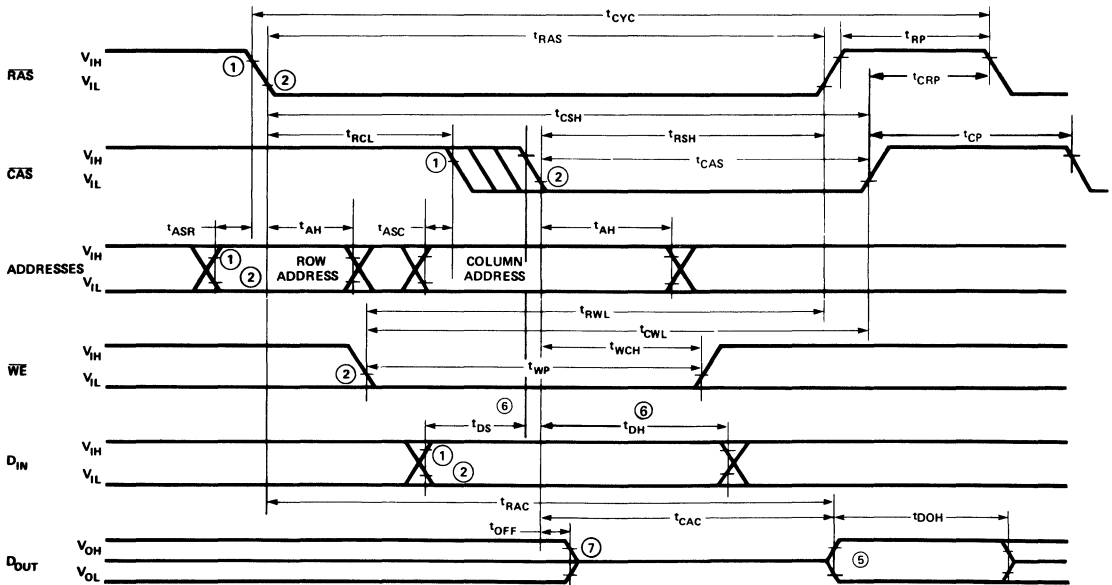 tCYC
tRAS
tRP
VIH
RAS
VIL
1
2
tCRP
tCSH
tRCL
tRSH
tCP
VIH
CAS
VIL
1
2
tCAS
tASR
tAH
tASC
tAH
VIH
ADDRESSES
VIL
1
2
ROW
ADDRESS
COLUMN
ADDRESS
tRWL
tCWL
tWCH
VIH
WE
VIL
2
tWP
6
6
tDS
tDH
VIH
DIN
VIL
1
2
tRAC
tOFF
tCAC
tDOH
VOH
DOUT
VOL
7
5